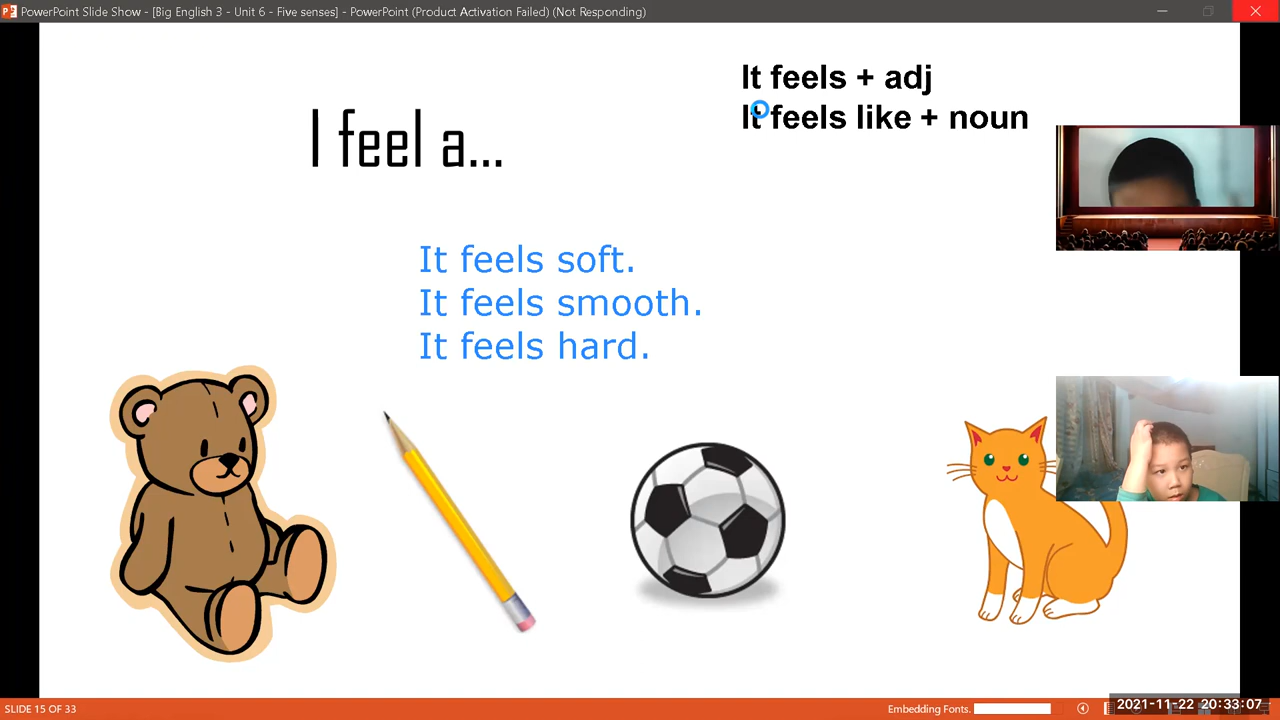 PowerPoint Slide Show - [Big English 3 - Unit 6 - Five senses] - PowerPoint (Product Activation Failed) (Not Responding)
It feels + adj
It feels like + noun
I feel a...
It feels soft.
It feels smooth.
It feels hard.
SLIDE 15 OF 33
Embedding Fonts.
2021-11-22 20:33:07